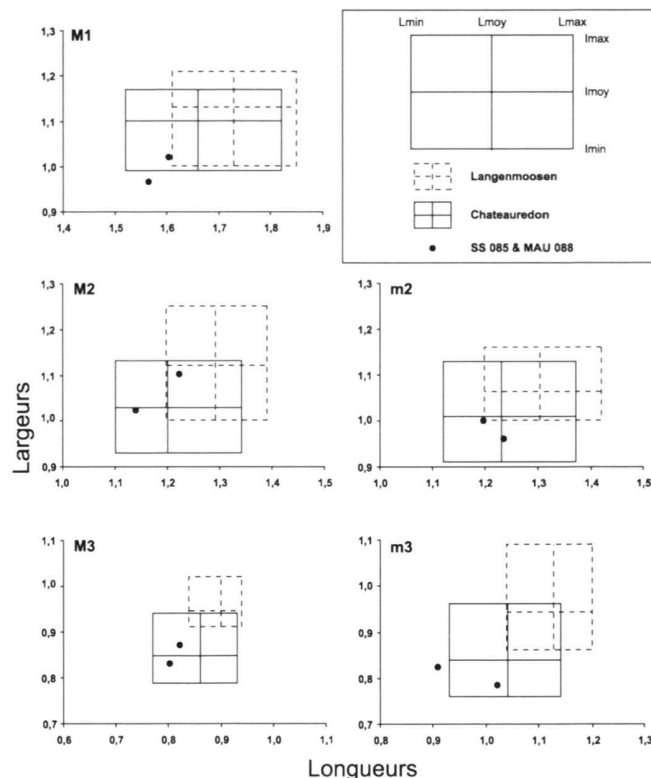 M1
1,3
1,2
1,1
1,0
0,9
1,4 1,5 1,6 1,7 1,8 1,9
Lmin Lmoy Lmax
lmax
lmoy
lmin
Langenmoosen
Chateauredon
SS 085 & MAU 088
M2
1,3
1,2
1,1
1,0
0,9
1,0 1,1 1,2 1,3 1,4 1,5
m2
1,3
1,2
1,1
1,0
0,9
1,0 1,1 1,2 1,3 1,4 1,5
Largeurs
M3
1,1
1,0
0,9
0,8
0,7
0,6 0,7 0,8 0,9 1,0 1,1
m3
1,1
1,0
0,9
0,8
0,7
0,8 0,9 1,0 1,1 1,2 1,3
Longueurs